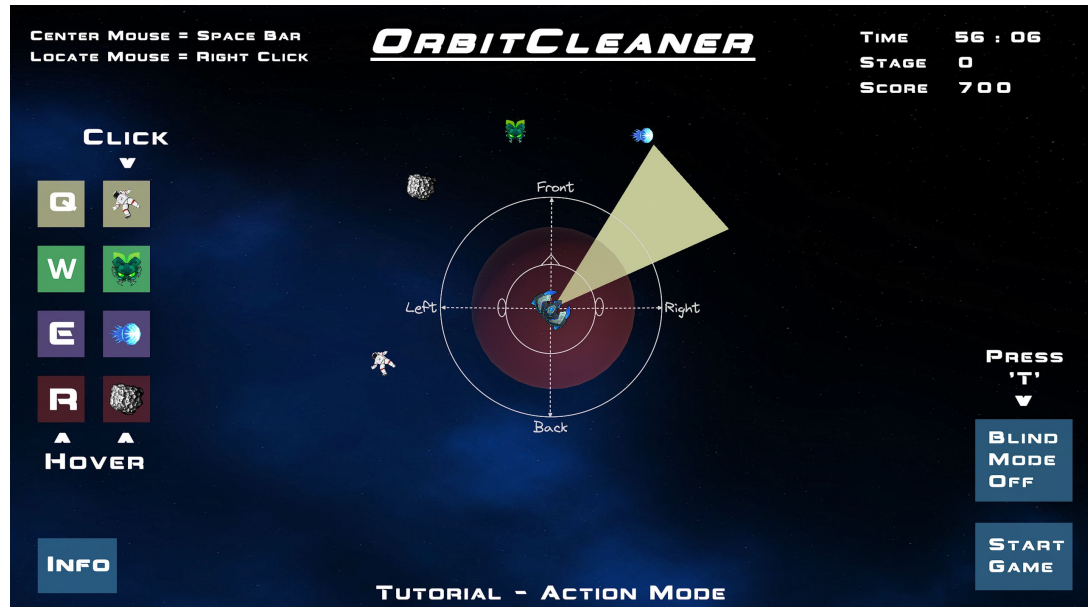 Center Mouse = Space Bar
Locate Mouse = Right Click
OrbitCleaner
Time 56 : 06
Stage 0
Score 700
Click
Q
W
E
R
Hover
Front
Left
Right
Back
Press
'T'
Blind
Mode
Off
Info
Start
Game
Tutorial - Action Mode